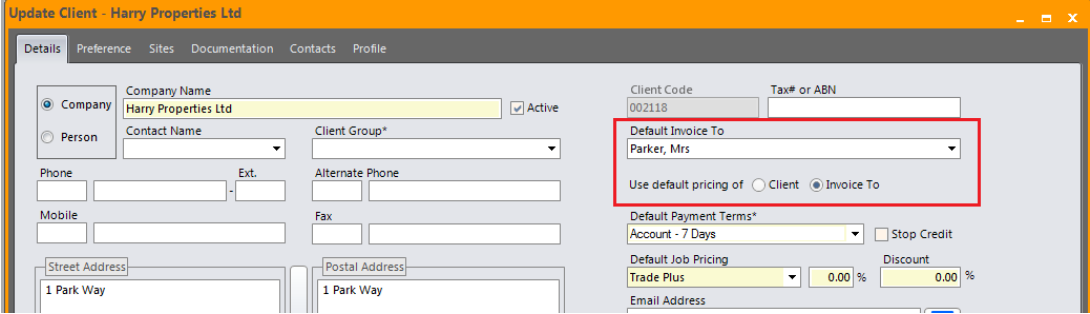 Update Client - Harry Properties Ltd
Details Preference Sites Documentation Contacts Profile
Company Name
Client Code Tax# or ABN
Company Harry Properties Ltd Active 002118
Person Contact Name Client Group* Default Invoice To
Parker, Mrs
Phone Ext. Alternate Phone
- Use default pricing of Client Invoice To
Mobile Fax Default Payment Terms*
Account - 7 Days Stop Credit
Street Address Postal Address Default Job Pricing Discount
1 Park Way 1 Park Way Trade Plus 0.00 % 0.00 %
Email Address